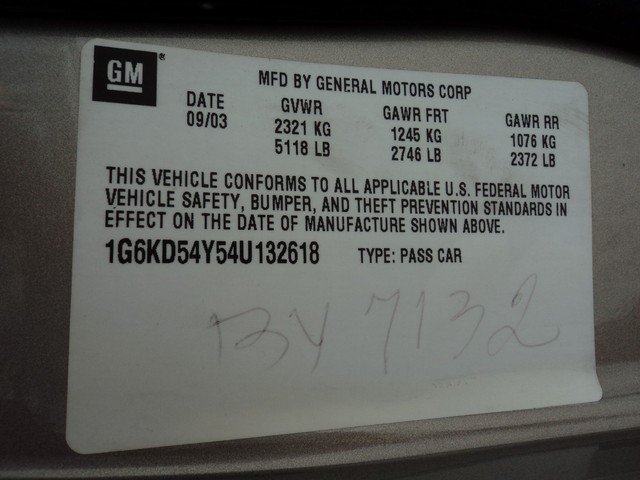 GM®
MFD BY GENERAL MOTORS CORP
DATE GVWR GAWR FRT GAWR RR
09/03 2321 KG 1245 KG 1076 KG
5118 LB 2746 LB 2372 LB
THIS VEHICLE CONFORMS TO ALL APPLICABLE U.S. FEDERAL MOTOR
VEHICLE SAFETY, BUMPER, AND THEFT PREVENTION STANDARDS IN
EFFECT ON THE DATE OF MANUFACTURE SHOWN ABOVE.
1G6KD54Y54U132618 TYPE: PASS CAR
7132